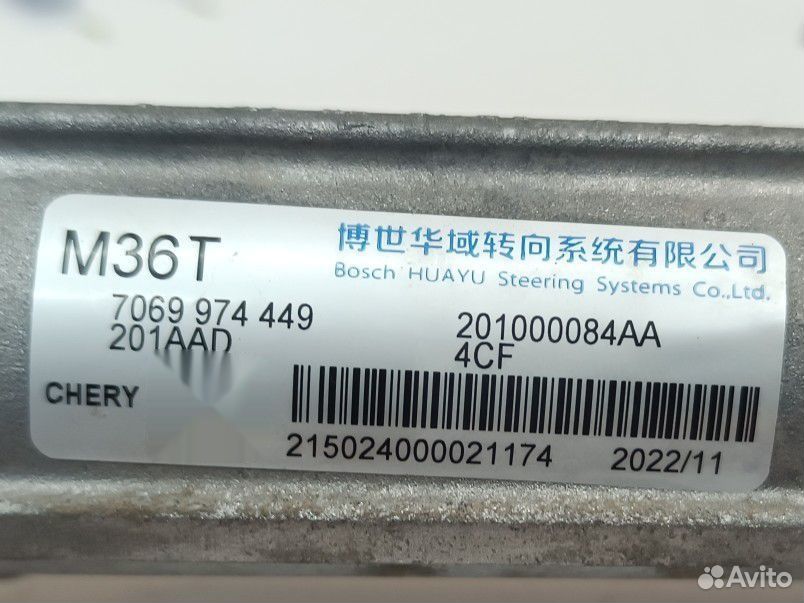 M36T
博世华域转向系统有限公司
Bosch HUAYU Steering Systems Co.,Ltd.
7069 974 449
201000084AA
201AAD
4CF
CHERY
215024000021174
2022/11
Avito